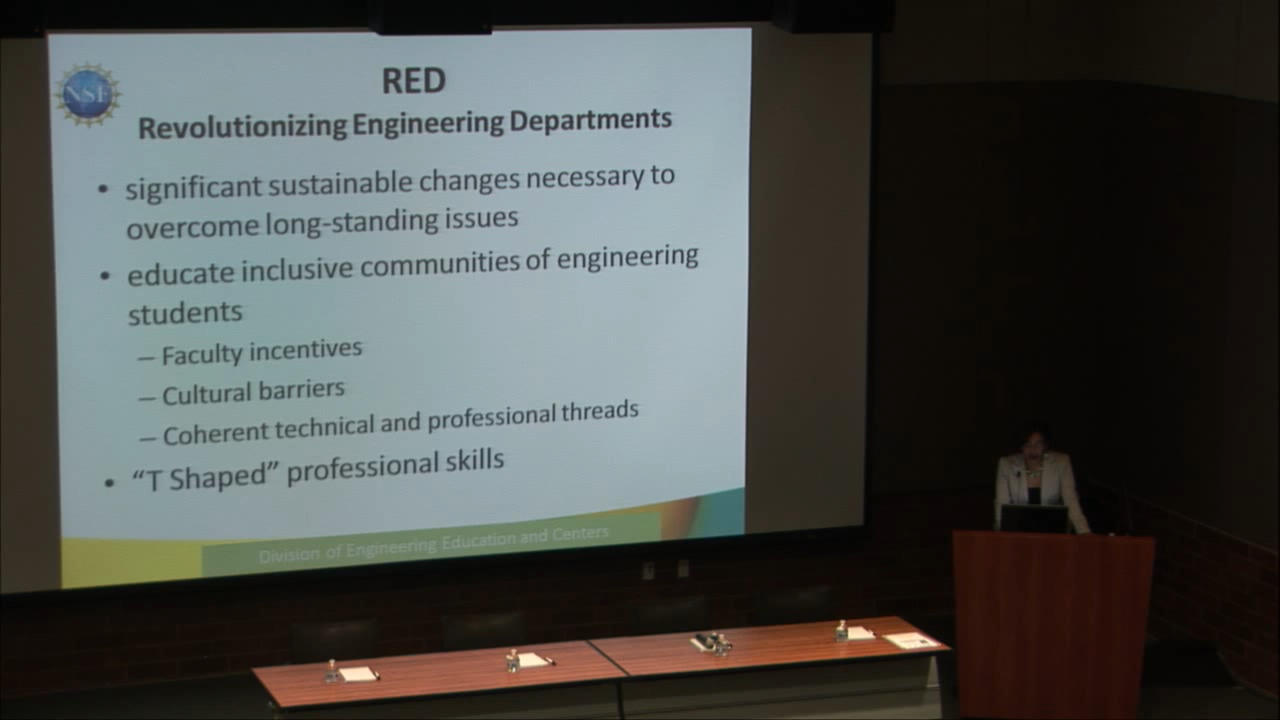 NSF
RED
Revolutionizing Engineering Departments
• significant sustainable changes necessary to
overcome long-standing issues
• educate inclusive communities of engineering
students
– Faculty incentives
– Cultural barriers
– Coherent technical and professional threads
• “T Shaped” professional skills
Division of Engineering Education and Centers